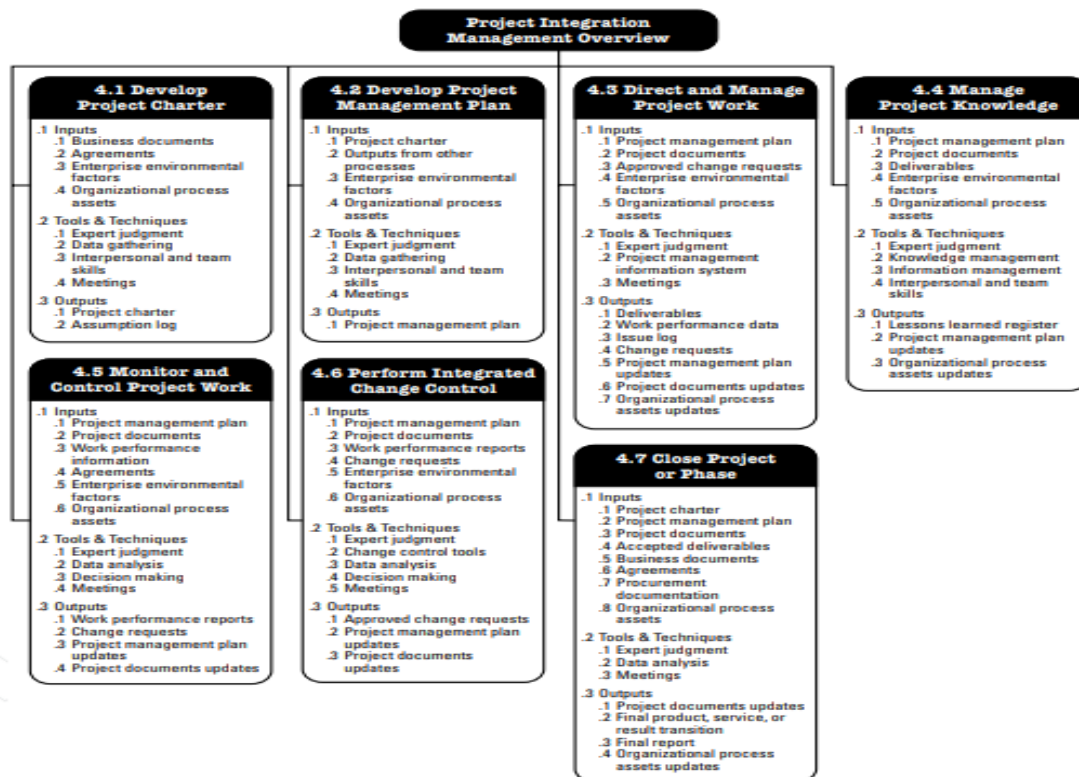 Project Integration
Management Overview
4.1 Develop
Project Charter
.1 Inputs
.1 Business documents
.2 Agreements
.3 Enterprise environmental
factors
.4 Organizational process
assets
.2 Tools & Techniques
.1 Expert judgment
.2 Data gathering
.3 Interpersonal and team
skills
.4 Meetings
.3 Outputs
.1 Project charter
.2 Assumption log
4.2 Develop Project
Management Plan
.1 Inputs
.1 Project charter
.2 Outputs from other
processes
.3 Enterprise environmental
factors
.4 Organizational process
assets
.2 Tools & Techniques
.1 Expert judgment
.2 Data gathering
.3 Interpersonal and team
skills
.4 Meetings
.3 Outputs
.1 Project management plan
4.3 Direct and Manage
Project Work
.1 Inputs
.1 Project management plan
.2 Project documents
.3 Approved change requests
.4 Enterprise environmental
factors
.5 Organizational process
assets
.2 Tools & Techniques
.1 Expert judgment
.2 Project management
information system
.3 Meetings
.3 Outputs
.1 Deliverables
.2 Work performance data
.3 Issue log
.4 Change requests
.5 Project management plan
updates
.6 Project documents updates
.7 Organizational process
assets updates
4.4 Manage
Project Knowledge
.1 Inputs
.1 Project management plan
.2 Project documents
.3 Deliverables
.4 Enterprise environmental
factors
.5 Organizational process
assets
.2 Tools & Techniques
.1 Expert judgment
.2 Knowledge management
.3 Information management
.4 Interpersonal and team
skills
.3 Outputs
.1 Lessons learned register
.2 Project management plan
updates
.3 Organizational process
assets updates
4.5 Monitor and
Control Project Work
.1 Inputs
.1 Project management plan
.2 Project documents
.3 Work performance
information
.4 Agreements
.5 Enterprise environmental
factors
.6 Organizational process
assets
.2 Tools & Techniques
.1 Expert judgment
.2 Data analysis
.3 Decision making
.4 Meetings
.3 Outputs
.1 Work performance reports
.2 Change requests
.3 Project management plan
updates
.4 Project documents updates
4.6 Perform Integrated
Change Control
.1 Inputs
.1 Project management plan
.2 Project documents
.3 Work performance reports
.4 Change requests
.5 Enterprise environmental
factors
.6 Organizational process
assets
.2 Tools & Techniques
.1 Expert judgment
.2 Change control tools
.3 Data analysis
.4 Decision making
.5 Meetings
.3 Outputs
.1 Approved change requests
.2 Project management plan
updates
.3 Project documents
updates
4.7 Close Project
or Phase
.1 Inputs
.1 Project charter
.2 Project management plan
.3 Project documents
.4 Accepted deliverables
.5 Business documents
.6 Agreements
.7 Procurement
documentation
.8 Organizational process
assets
.2 Tools & Techniques
.1 Expert judgment
.2 Data analysis
.3 Meetings
.3 Outputs
.1 Project documents updates
.2 Final product, service, or
result transition
.3 Final report
.4 Organizational process
assets updates